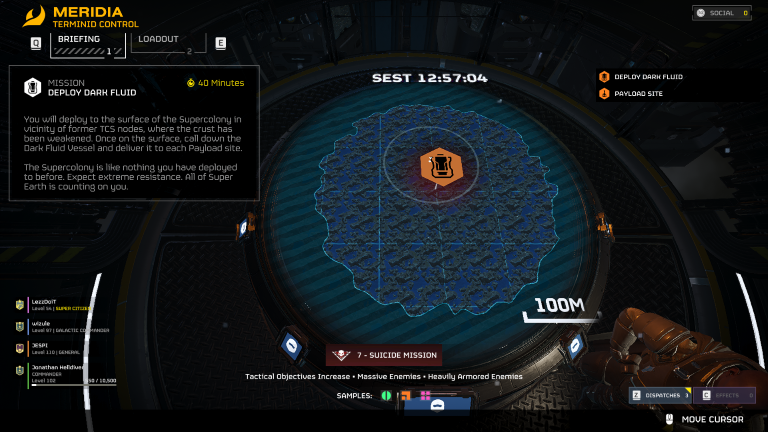 MERIDIA
TERMINID CONTROL
SOCIAL 0
Q BRIEFING 1 LOADOUT 2 E
MISSION
DEPLOY DARK FLUID
40 Minutes
You will deploy to the surface of the Supercolony in
vicinity of former TCS nodes, where the crust has
been weakened. Once on the surface, call down the
Dark Fluid Vessel and deliver it to each Payload site.
The Supercolony is like nothing you have deployed
to before. Expect extreme resistance. All of Super
Earth is counting on you.
SEST 12:57:04
DEPLOY DARK FLUID
PAYLOAD SITE
100M
LezzDoIT
Level 56 | SUPER CITIZEN
wizule
Level 97 | GALACTIC COMMANDER
JESPI
Level 110 | GENERAL
Jonathan Helldiver
COMMANDER
Level 102
/ 10,500
7 - SUICIDE MISSION
Tactical Objectives Increase • Massive Enemies • Heavily Armored Enemies
SAMPLES:
Z DISPATCHES 3
C EFFECTS 0
MOVE CURSOR